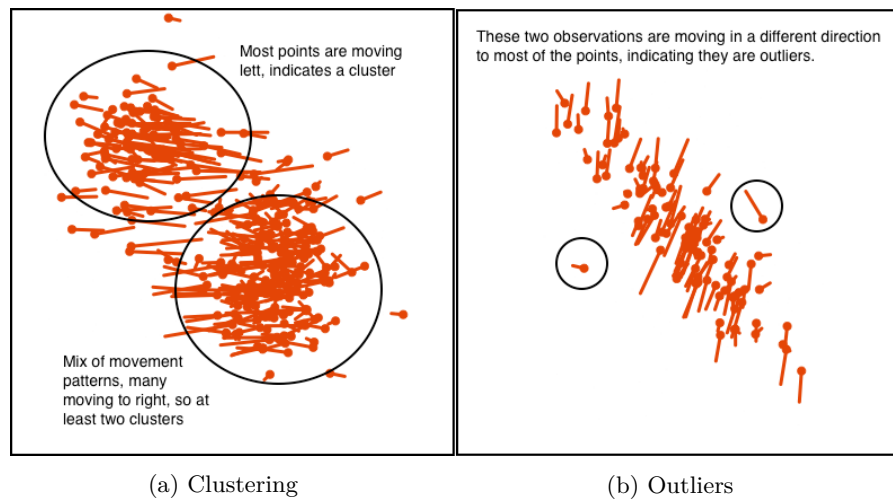 Most points are moving
lett, indicates a cluster
Mix of movement
patterns, many
moving to right, so at
least two clusters
(a) Clustering
These two observations are moving in a different direction
to most of the points, indicating they are outliers.
(b) Outliers